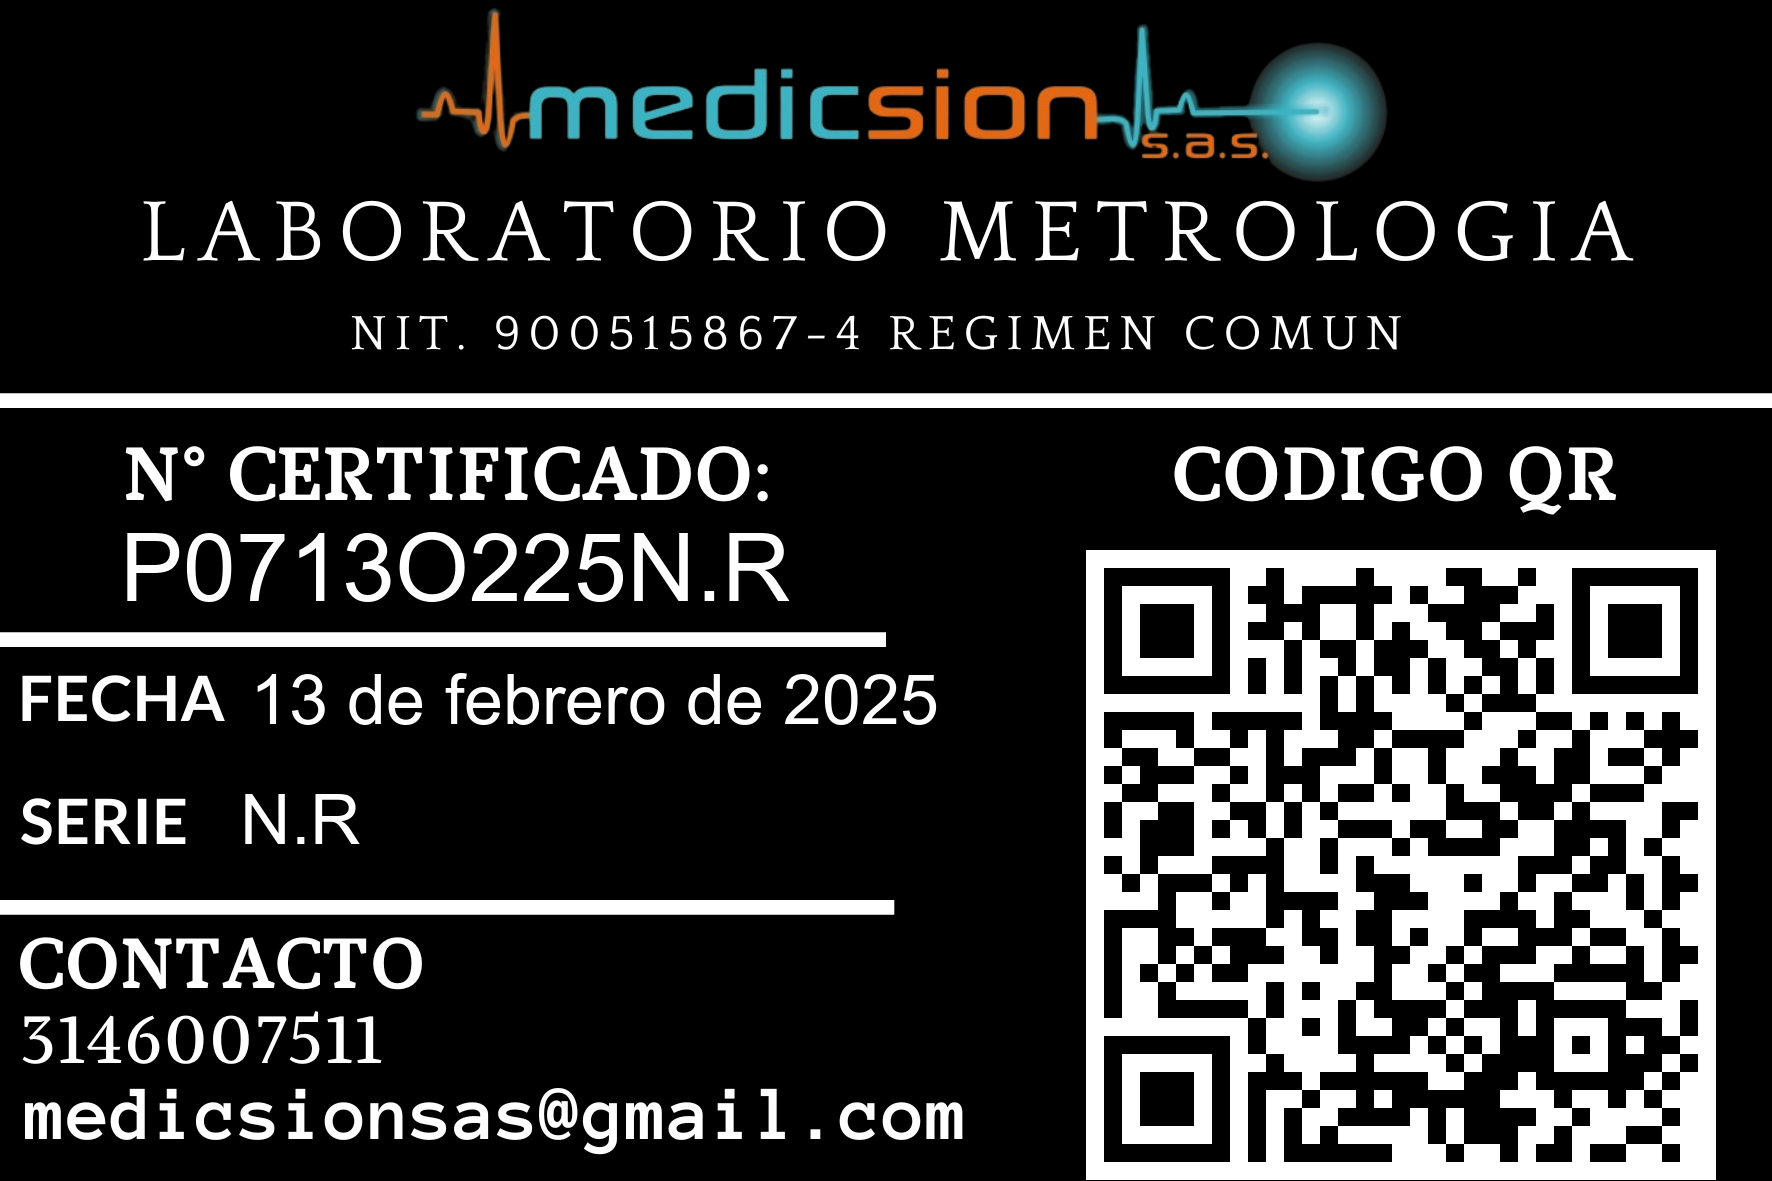 medicsion
s.a.s.
LABORATORIO METROLOGIA
NIT. 900515867-4 REGIMEN COMUN
N° CERTIFICADO:
P0713O225N.R
CODIGO QR
FECHA 13 de febrero de 2025
SERIE N.R
CONTACTO
3146007511
medicsionsas@gmail.com